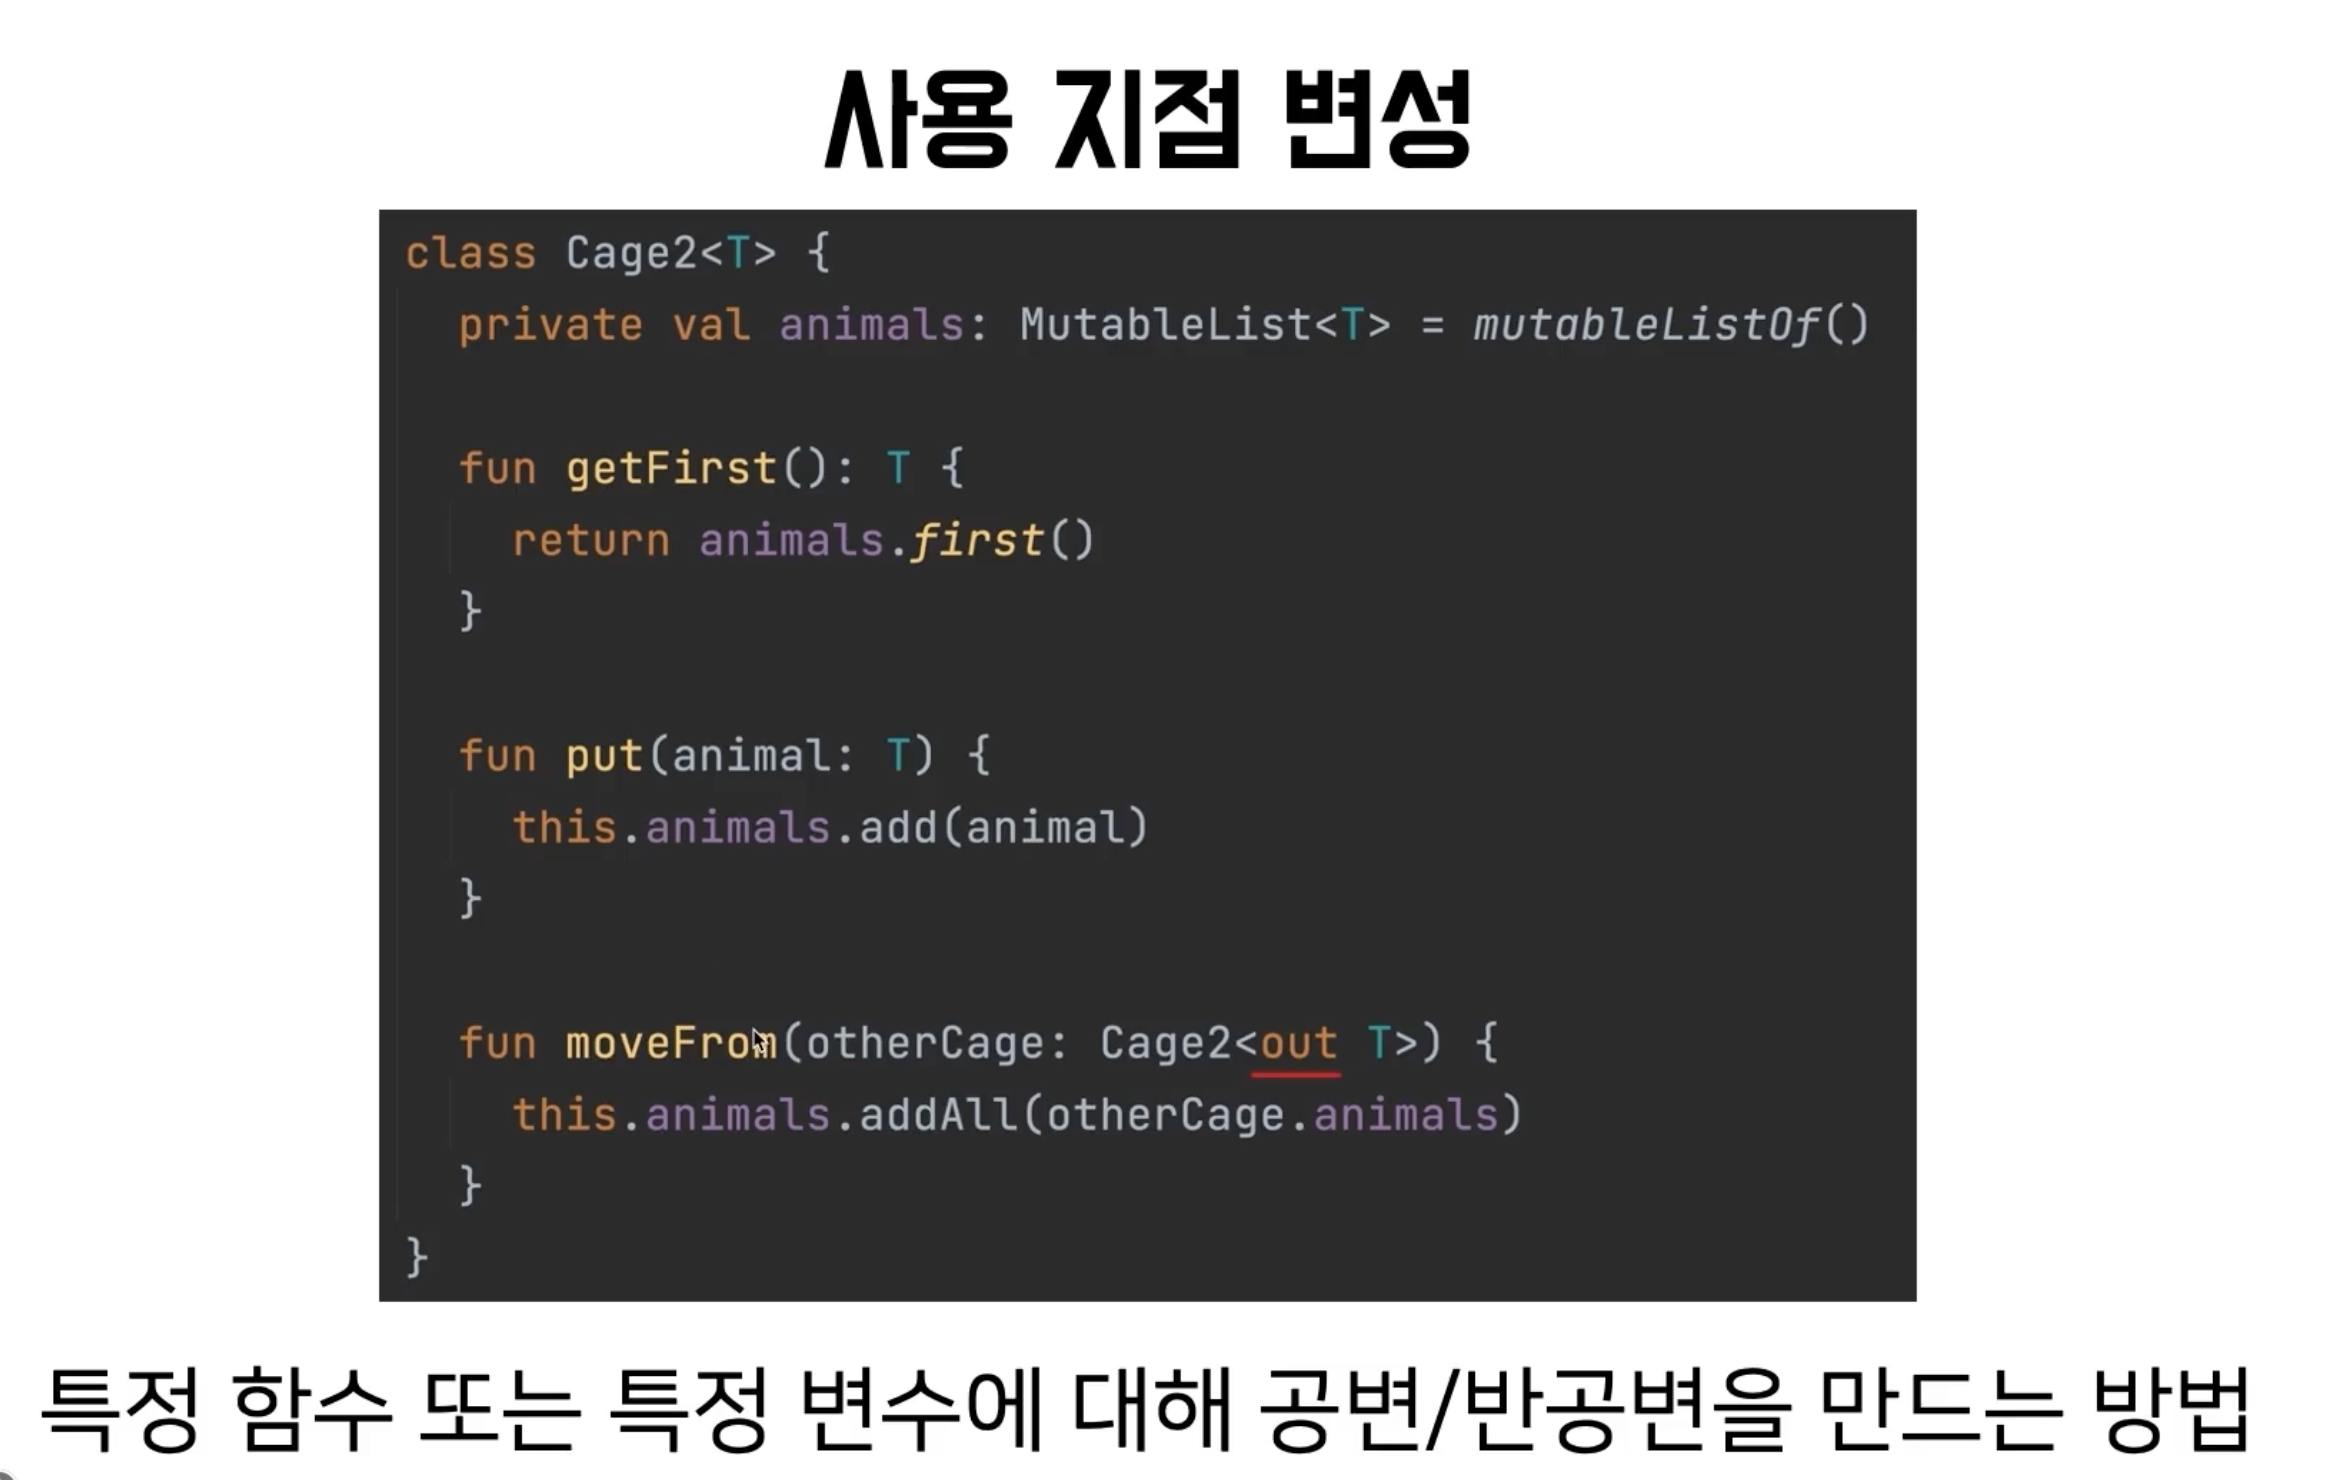 사용 지점 변성
class Cage2<T> {
private val animals: MutableList<T> = mutableListOf()
fun getFirst(): T {
return animals.first()
}
fun put(animal: T) {
this.animals.add(animal)
}
fun moveFrom(otherCage: Cage2<out T>) {
this.animals.addAll(otherCage.animals)
}
}
특정 함수 또는 특정 변수에 대해 공변/반공변을 만드는 방법